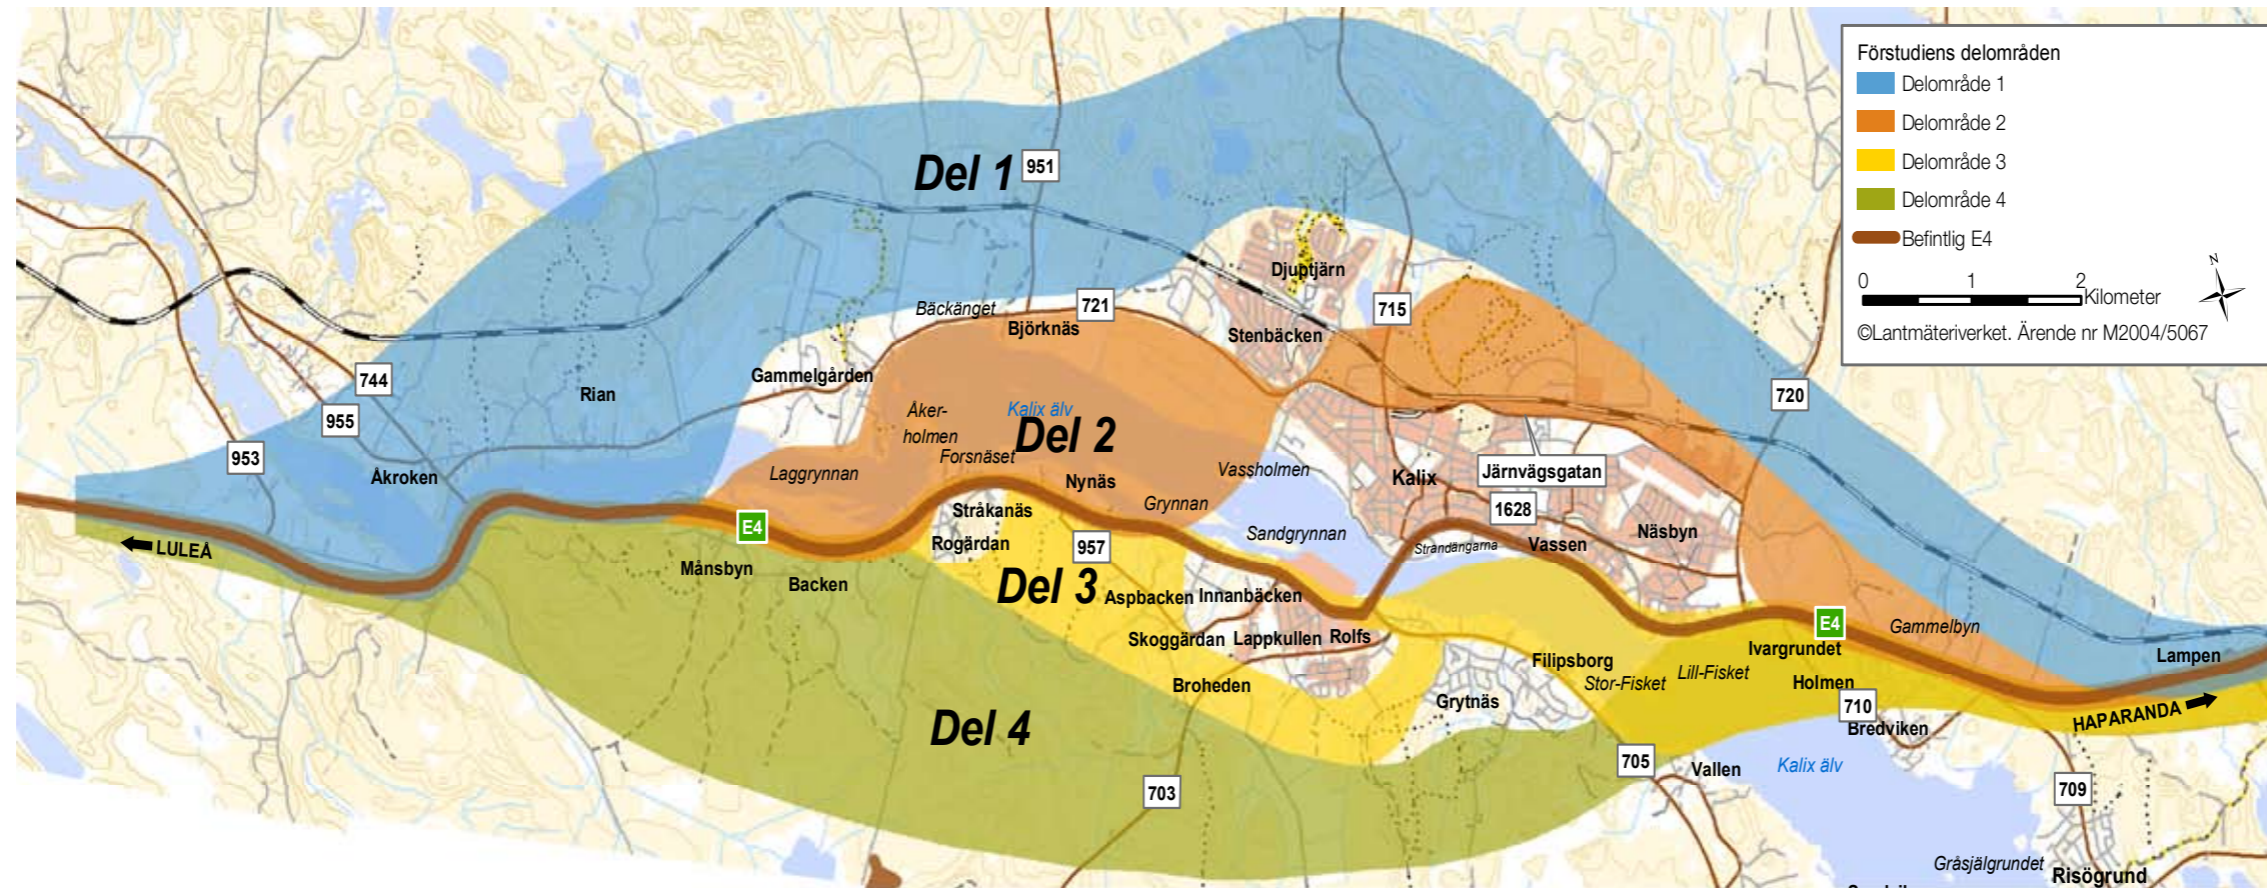 Förstudiens delområden
Delområde 1
Delområde 2
Delområde 3
Delområde 4
Befintlig E4
0 1 2
Kilometer
N
©Lantmäteriverket. Ärende nr M2004/5067
Del 1
951
Djuptjärn
Bäckänget
721
715
Björknäs
Stenbäcken
744
Gammelgården
Rian
720
955
Åker-
holmen
Kalix älv
Del 2
953
Forsnäset
Åkroken
Laggrynnan
Nynäs
Vassholmen
Kalix
Järnvägsgatan
Grynnan
Stråkanäs
1628
E4
Sandgrynnan
Näsbyn
LULEÅ
Rogärdan
957
Strandängarna
Vassen
Månsbyn
Backen
Del 3
Aspbacken
Innanbäcken
E4
Gammelbyn
Skoggärdan
Lappkullen
Rolfs
Ivargrundet
Lampen
Filipsborg
Lill-Fisket
Stor-Fisket
Broheden
Holmen
Grytnäs
710
HAPARANDA
Del 4
Bredviken
705
Vallen
Kalix älv
703
709
Gråsjälgrundet
Risögrund